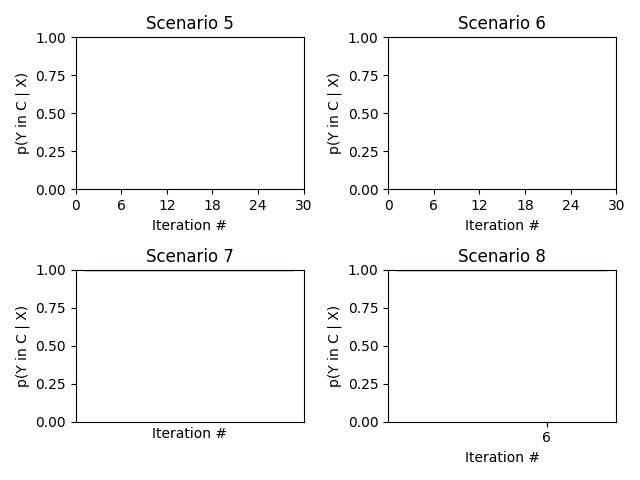 Scenario 5
1.00
0.75
0.50
0.25
0.00
p(Y in C | X)
0 6 12 18 24 30
Iteration #
Scenario 6
1.00
0.75
0.50
0.25
0.00
p(Y in C | X)
0 6 12 18 24 30
Iteration #
Scenario 7
1.00
0.75
0.50
0.25
0.00
p(Y in C | X)
Iteration #
Scenario 8
1.00
0.75
0.50
0.25
0.00
p(Y in C | X)
6
Iteration #